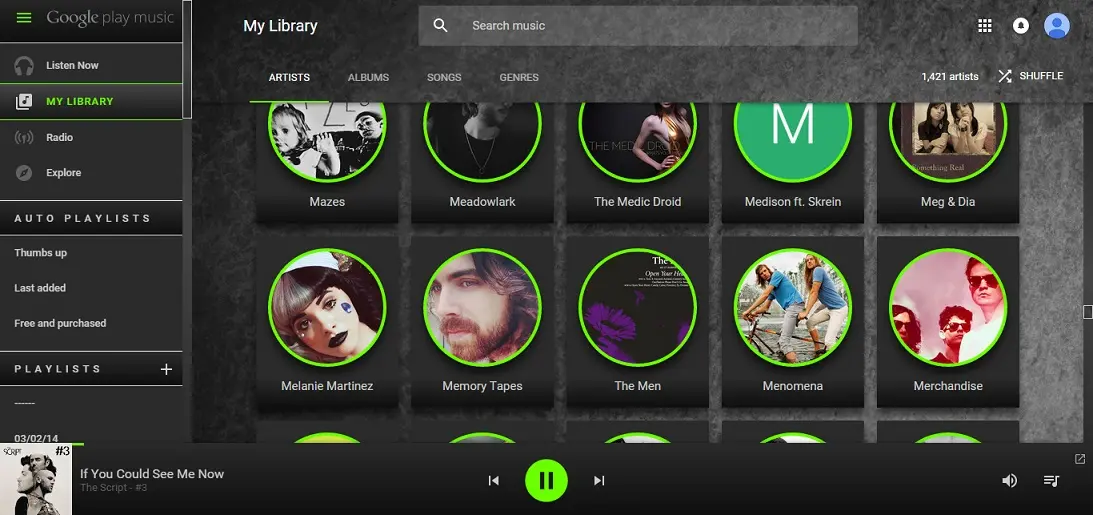 Google play music
My Library
Search music
Listen Now
MY LIBRARY
Radio
Explore
AUTO PLAYLISTS
Thumbs up
Last added
Free and purchased
PLAYLISTS
------
03/02/14
ARTISTS
ALBUMS
SONGS
GENRES
1,421 artists
SHUFFLE
THE MEDIC DROID
M
Something Real
Mazes
Meadowlark
The Medic Droid
Medison ft. Skrein
Meg & Dia
Open Your Hea
Melanie Martinez
Memory Tapes
The Men
Menomena
Merchandise
SCRIPT
#3
If You Could See Me Now
The Script - #3